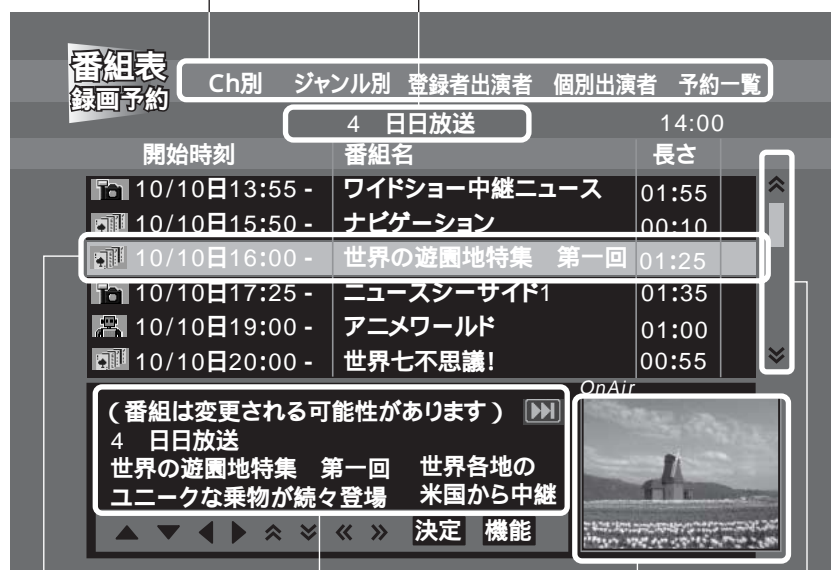 番組表
録画予約
Ch別 ジャンル別 登録者出演者 個別出演者 予約一覧
4 日日放送 14:00
開始時刻 番組名 長さ
10/10日13:55 - ワイドショー中継ニュース 01:55
10/10日15:50 - ナビゲーション 00:10
10/10日16:00 - 世界の遊園地特集 第一回 01:25
10/10日17:25 - ニュースシーサイド1 01:35
10/10日19:00 - アニメワールド 01:00
10/10日20:00 - 世界七不思議! 00:55
OnAir
(番組は変更される可能性があります)
4 日日放送
世界の遊園地特集 第一回 世界各地の
ユニークな乗物が続々登場 米国から中継
決定 機能